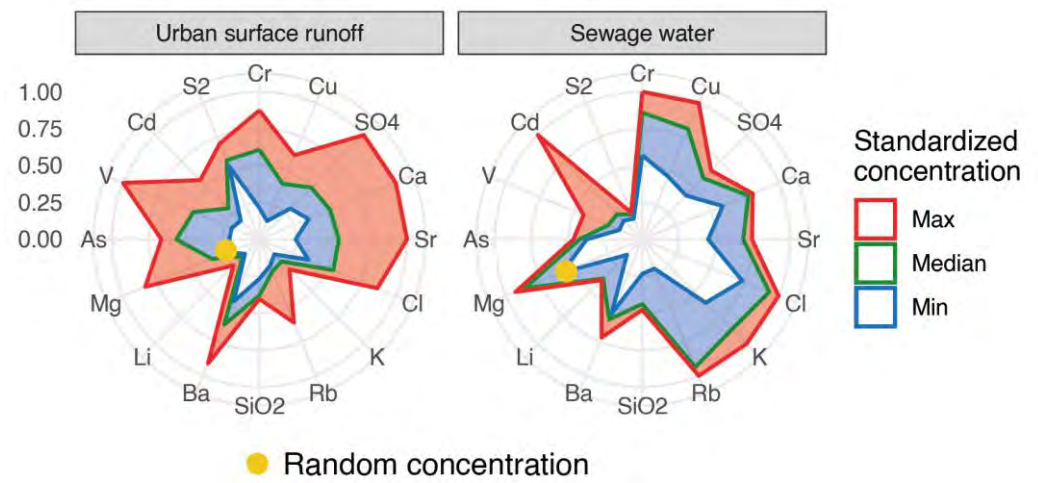 Urban surface runoff
Sewage water
1.00
0.75
0.50
0.25
0.00
Cr
Cu
SO4
Ca
Sr
Cl
K
Rb
SiO2
Ba
Li
Mg
As
V
Cd
S2
Cr
Cu
SO4
Ca
Sr
Cl
K
Rb
SiO2
Ba
Li
Mg
As
V
Cd
S2
Standardized
concentration
Max
Median
Min
Random concentration